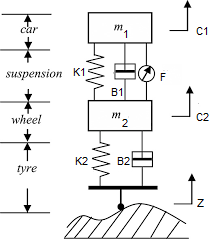 car
m1
C1
suspension
K1
B1
F
wheel
m2
C2
tyre
K2
B2
Z